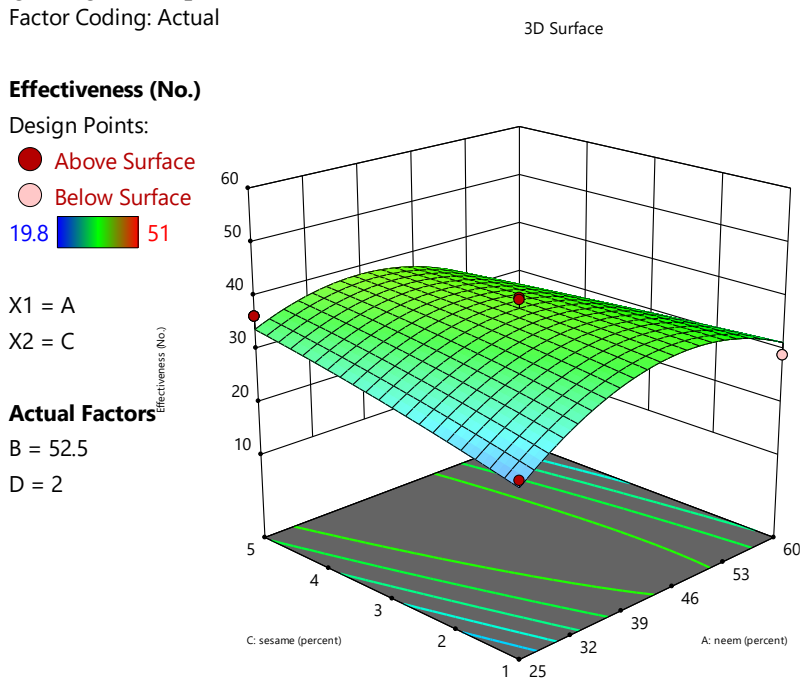 Factor Coding: Actual
3D Surface
Effectiveness (No.)
Design Points:
Above Surface
Below Surface
19.8 51
X1 = A
X2 = C
Actual Factors
B = 52.5
D = 2
Effectiveness (No.)
60
50
40
30
20
10
5
4
3
2
1
25
32
39
46
53
60
C: sesame (percent)
A: neem (percent)